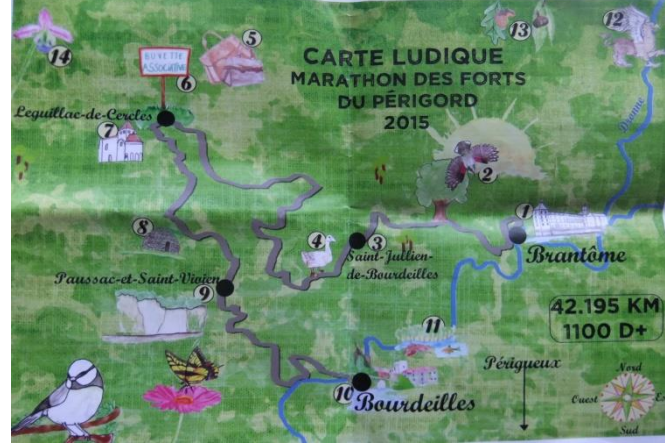 CARTE LUDIQUE
MARATHON DES FORTS
DU PÉRIGORD
2015
14
BUVETTE
ASSOCIATIVE
5
6
13
12
Leguillac-de-Cercles
7
Dronne
2
1
8
4
3
Saint-Jullien-
de-Bourdeilles
Brantôme
Paussac-et-Saint-Vivien
9
42.195 KM
1100 D+
11
Périgueux
10
Bourdeilles
Nord
Ouest
Es
Sud